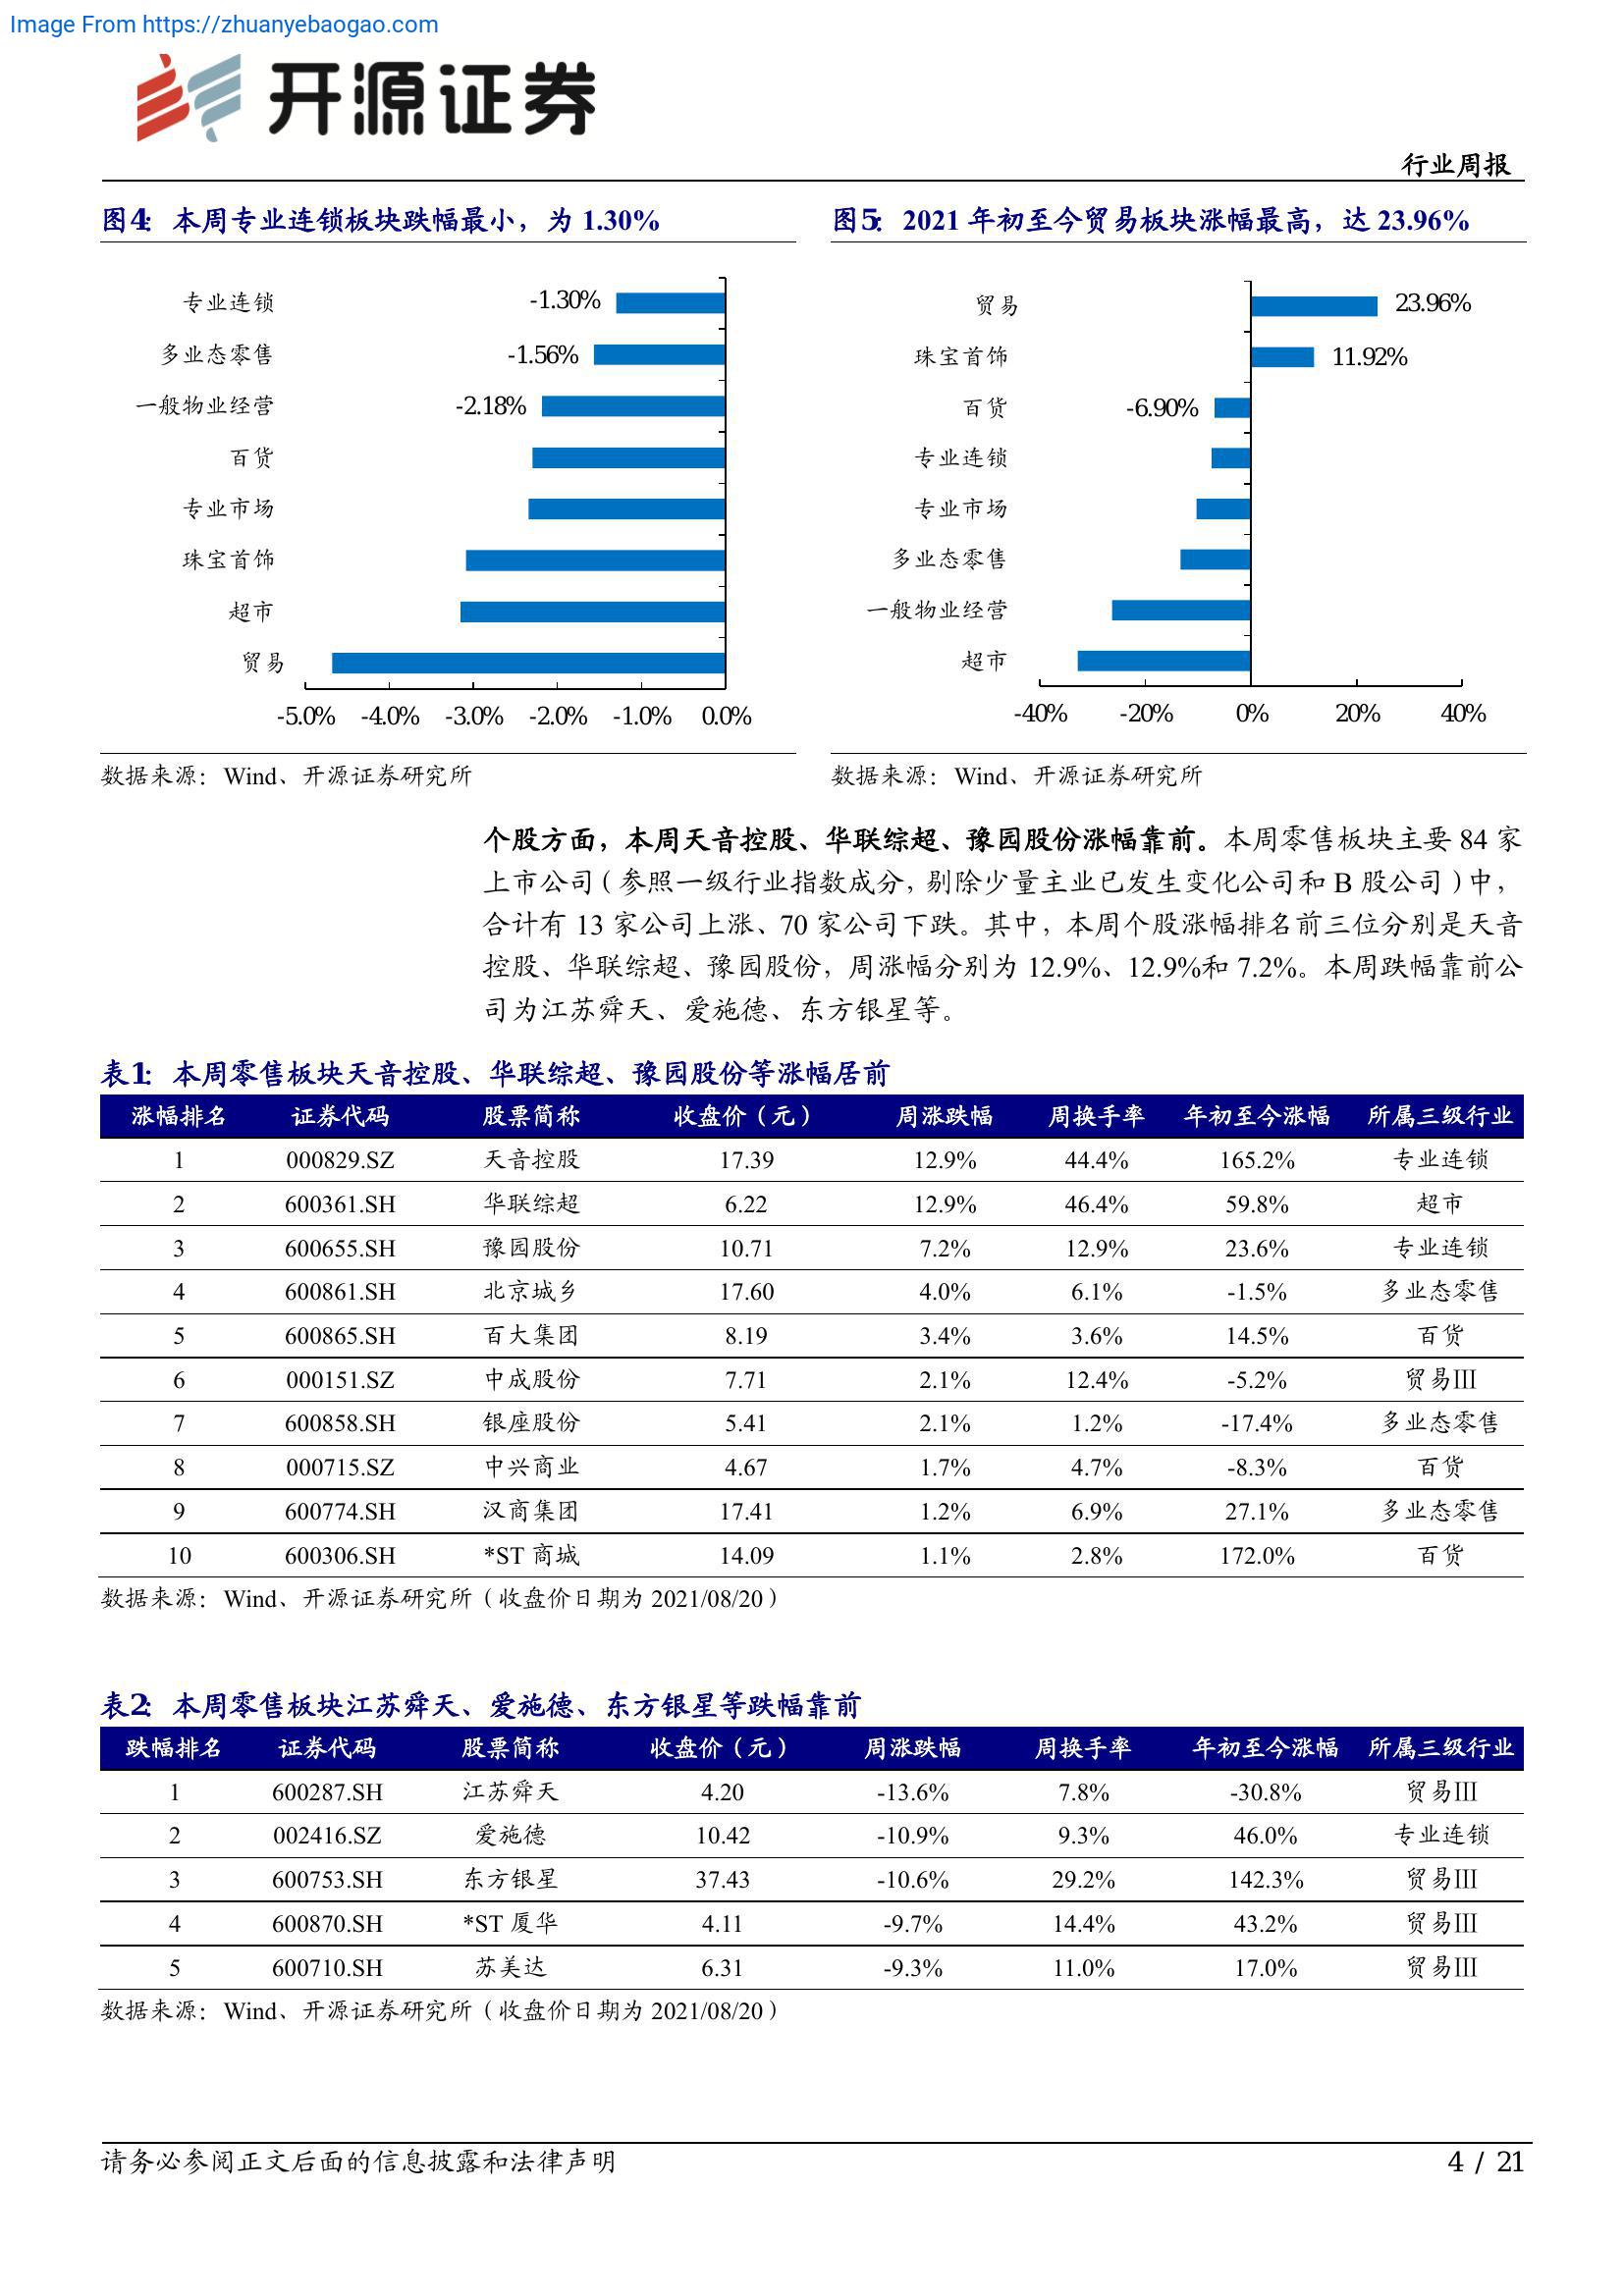 Image From https://zhuanyebaogao.com
开源证券
行业周报
图4： 本周专业连锁板块跌幅最小，为 1.30%
专业连锁 -1.30%
多业态零售 -1.56%
一般物业经营 -2.18%
百货
专业市场
珠宝首饰
超市
贸易
-5.0% -4.0% -3.0% -2.0% -1.0% 0.0%
数据来源：Wind、开源证券研究所
图5： 2021 年初至今贸易板块涨幅最高，达 23.96%
贸易 23.96%
珠宝首饰 11.92%
百货 -6.90%
专业连锁
专业市场
多业态零售
一般物业经营
超市
-40% -20% 0% 20% 40%
数据来源：Wind、开源证券研究所
个股方面，本周天音控股、华联综超、豫园股份涨幅靠前。本周零售板块主要 84 家
上市公司（参照一级行业指数成分，剔除少量主业已发生变化公司和 B 股公司）中，
合计有 13 家公司上涨、70 家公司下跌。其中，本周个股涨幅排名前三位分别是天音
控股、华联综超、豫园股份，周涨幅分别为 12.9%、12.9%和 7.2%。本周跌幅靠前公
司为江苏舜天、爱施德、东方银星等。
表1： 本周零售板块天音控股、华联综超、豫园股份等涨幅居前
涨幅排名 证券代码 股票简称 收盘价（元） 周涨跌幅 周换手率 年初至今涨幅 所属三级行业
1 000829.SZ 天音控股 17.39 12.9% 44.4% 165.2% 专业连锁
2 600361.SH 华联综超 6.22 12.9% 46.4% 59.8% 超市
3 600655.SH 豫园股份 10.71 7.2% 12.9% 23.6% 专业连锁
4 600861.SH 北京城乡 17.60 4.0% 6.1% -1.5% 多业态零售
5 600865.SH 百大集团 8.19 3.4% 3.6% 14.5% 百货
6 000151.SZ 中成股份 7.71 2.1% 12.4% -5.2% 贸易Ⅲ
7 600858.SH 银座股份 5.41 2.1% 1.2% -17.4% 多业态零售
8 000715.SZ 中兴商业 4.67 1.7% 4.7% -8.3% 百货
9 600774.SH 汉商集团 17.41 1.2% 6.9% 27.1% 多业态零售
10 600306.SH *ST 商城 14.09 1.1% 2.8% 172.0% 百货
数据来源：Wind、开源证券研究所（收盘价日期为 2021/08/20）
表2： 本周零售板块江苏舜天、爱施德、东方银星等跌幅靠前
跌幅排名 证券代码 股票简称 收盘价（元） 周涨跌幅 周换手率 年初至今涨幅 所属三级行业
1 600287.SH 江苏舜天 4.20 -13.6% 7.8% -30.8% 贸易Ⅲ
2 002416.SZ 爱施德 10.42 -10.9% 9.3% 46.0% 专业连锁
3 600753.SH 东方银星 37.43 -10.6% 29.2% 142.3% 贸易Ⅲ
4 600870.SH *ST 厦华 4.11 -9.7% 14.4% 43.2% 贸易Ⅲ
5 600710.SH 苏美达 6.31 -9.3% 11.0% 17.0% 贸易Ⅲ
数据来源：Wind、开源证券研究所（收盘价日期为 2021/08/20）
请务必参阅正文后面的信息披露和法律声明
4 / 21